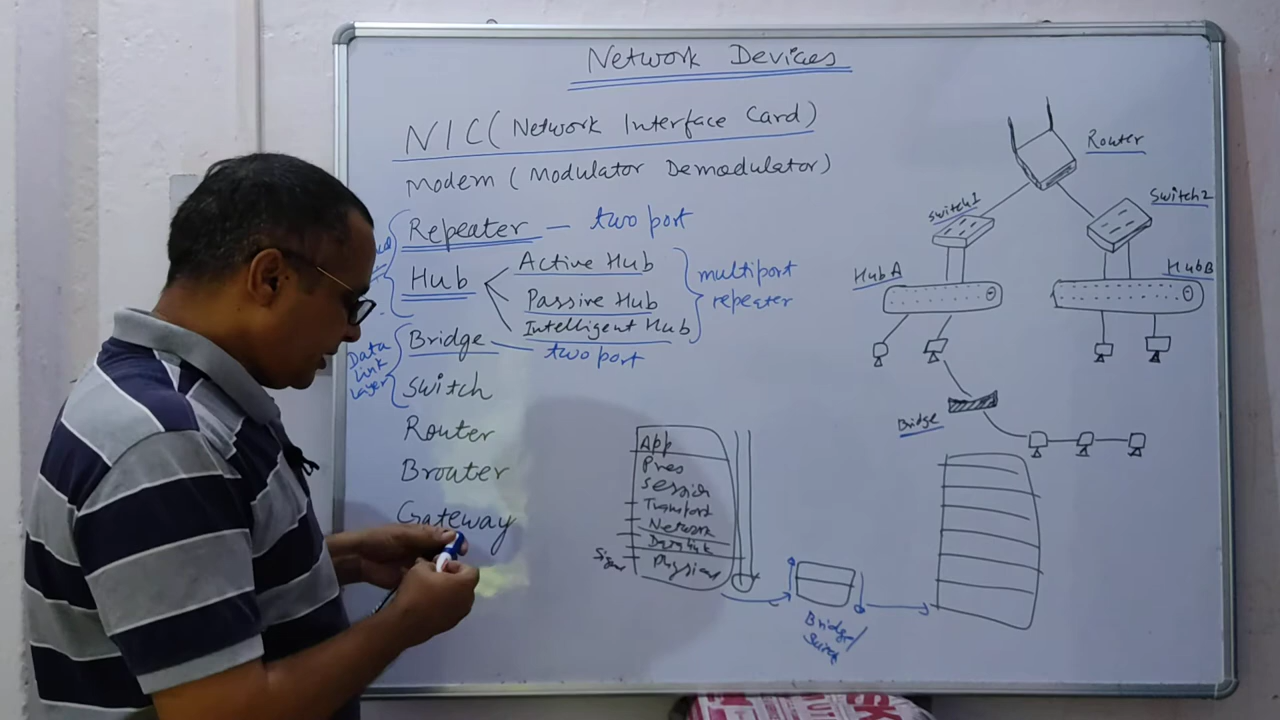 Network Devices
NIC (Network Interface Card)
Modem (Modulator Demodulator)
Repeater — two port
Hub
Active Hub
Passive Hub
Intelligent Hub
multiport
repeater
Bridge — two port
Data
Link
Layer
Switch
Router
Brouter
Gateway
Router
Switch1
Switch2
Hub A
Hub B
Bridge
App
Pres
Session
Transport
Network
Data link
Physical
Bridge/